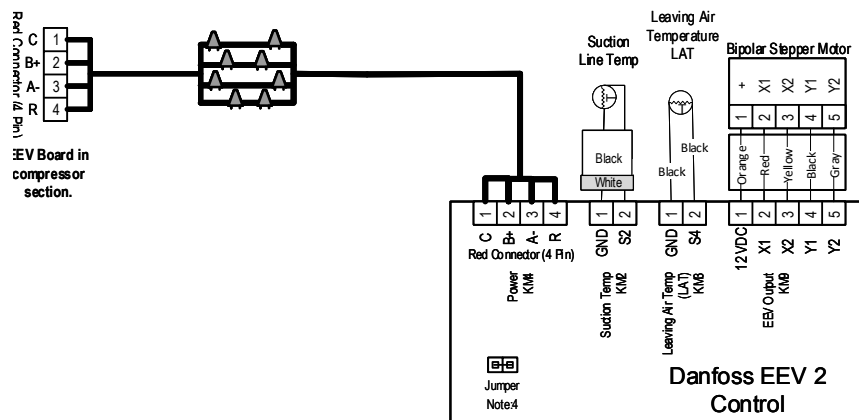 Red Connector (4 Pin)
C 1
B+ 2
A- 3
R 4
EEV Board in
compressor
section.
Suction
Line Temp
Leaving Air
Temperature
LAT
Bipolar Stepper Motor
+ X1 X2 Y1 Y2
1 2 3 4 5
Black
White
Black
Black
Orange Red Yellow Black Gray
1 2 3 4
C B+ A- R
Red Connector (4 Pin)
Power
KM4
1 2
GND S2
Suction Temp
KM2
1 2
GND S4
Leaving Air Temp
(LAT)
1 2 3 4 5
12VDC X1 X2 Y1 Y2
EEV Output
KM9
Jumper
Note:4
Danfoss EEV 2
Control